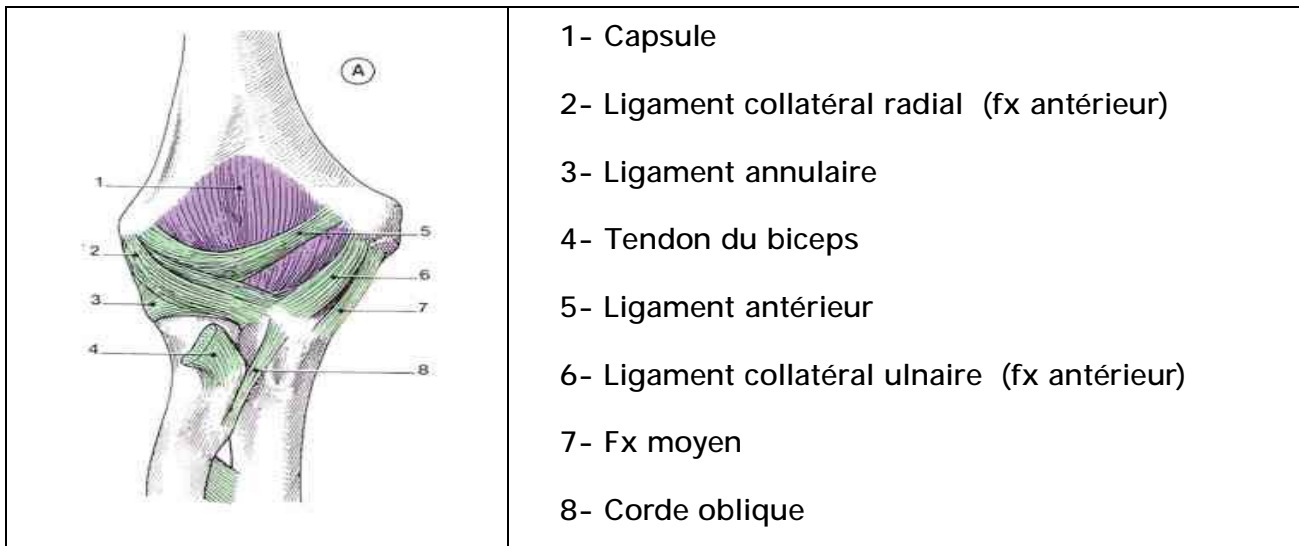 A
1
2
3
4
5
6
7
8
1- Capsule
2- Ligament collatéral radial (fx antérieur)
3- Ligament annulaire
4- Tendon du biceps
5- Ligament antérieur
6- Ligament collatéral ulnaire (fx antérieur)
7- Fx moyen
8- Corde oblique